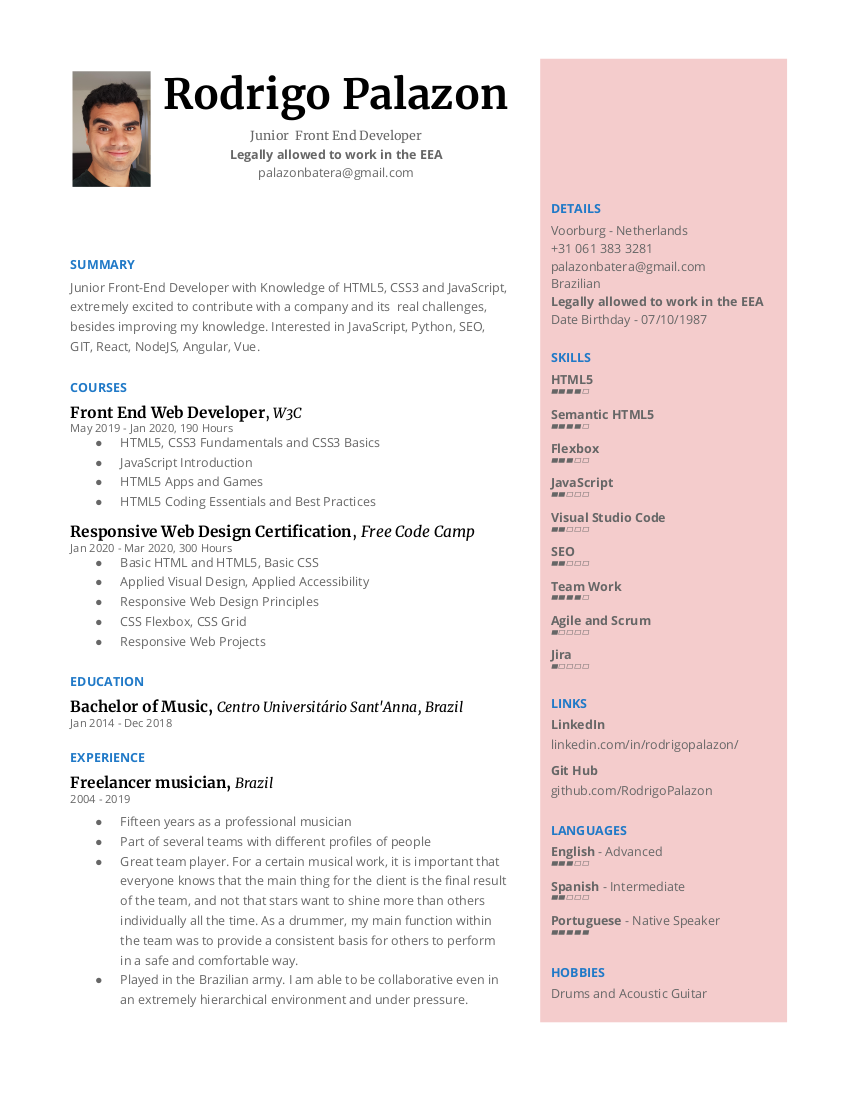 Rodrigo Palazon
Junior  Front End Developer
Legally allowed to work in the EEA
palazonbatera@gmail.com
SUMMARY
Junior Front-End Developer with Knowledge of HTML5, CSS3 and JavaScript,
extremely excited to contribute with a company and its  real challenges,
besides improving my knowledge. Interested in JavaScript, Python, SEO,
GIT, React, NodeJS, Angular, Vue.
COURSES
Front End Web Developer, W3C
May 2019 - Jan 2020, 190 Hours
● HTML5, CSS3 Fundamentals and CSS3 Basics
● JavaScript Introduction
● HTML5 Apps and Games
● HTML5 Coding Essentials and Best Practices
Responsive Web Design Certification, Free Code Camp
Jan 2020 - Mar 2020, 300 Hours
● Basic HTML and HTML5, Basic CSS
● Applied Visual Design, Applied Accessibility
● Responsive Web Design Principles
● CSS Flexbox, CSS Grid
● Responsive Web Projects
EDUCATION
Bachelor of Music, Centro Universitário Sant'Anna, Brazil
Jan 2014 - Dec 2018
EXPERIENCE
Freelancer musician, Brazil
2004 - 2019
● Fifteen years as a professional musician
● Part of several teams with different profiles of people
● Great team player. For a certain musical work, it is important that
everyone knows that the main thing for the client is the final result
of the team, and not that stars want to shine more than others
individually all the time. As a drummer, my main function within
the team was to provide a consistent basis for others to perform
in a safe and comfortable way.
● Played in the Brazilian army. I am able to be collaborative even in
an extremely hierarchical environment and under pressure.
DETAILS
Voorburg - Netherlands
+31 061 383 3281
palazonbatera@gmail.com
Brazilian
Legally allowed to work in the EEA
Date Birthday - 07/10/1987
SKILLS
HTML5
▰▰▰▰▱
Semantic HTML5
▰▰▰▰▱
Flexbox
▰▰▰▱▱
JavaScript
▰▰▱▱▱
Visual Studio Code
▰▰▱▱▱
SEO
▰▰▱▱▱
Team Work
▰▰▰▰▱
Agile and Scrum
▰▱▱▱▱
Jira
▰▱▱▱▱
LINKS
LinkedIn
linkedin.com/in/rodrigopalazon/
Git Hub
github.com/RodrigoPalazon
LANGUAGES
English - Advanced
▰▰▰▱▱
Spanish - Intermediate
▰▰▱▱▱
Portuguese - Native Speaker
▰▰▰▰▰
HOBBIES
Drums and Acoustic Guitar